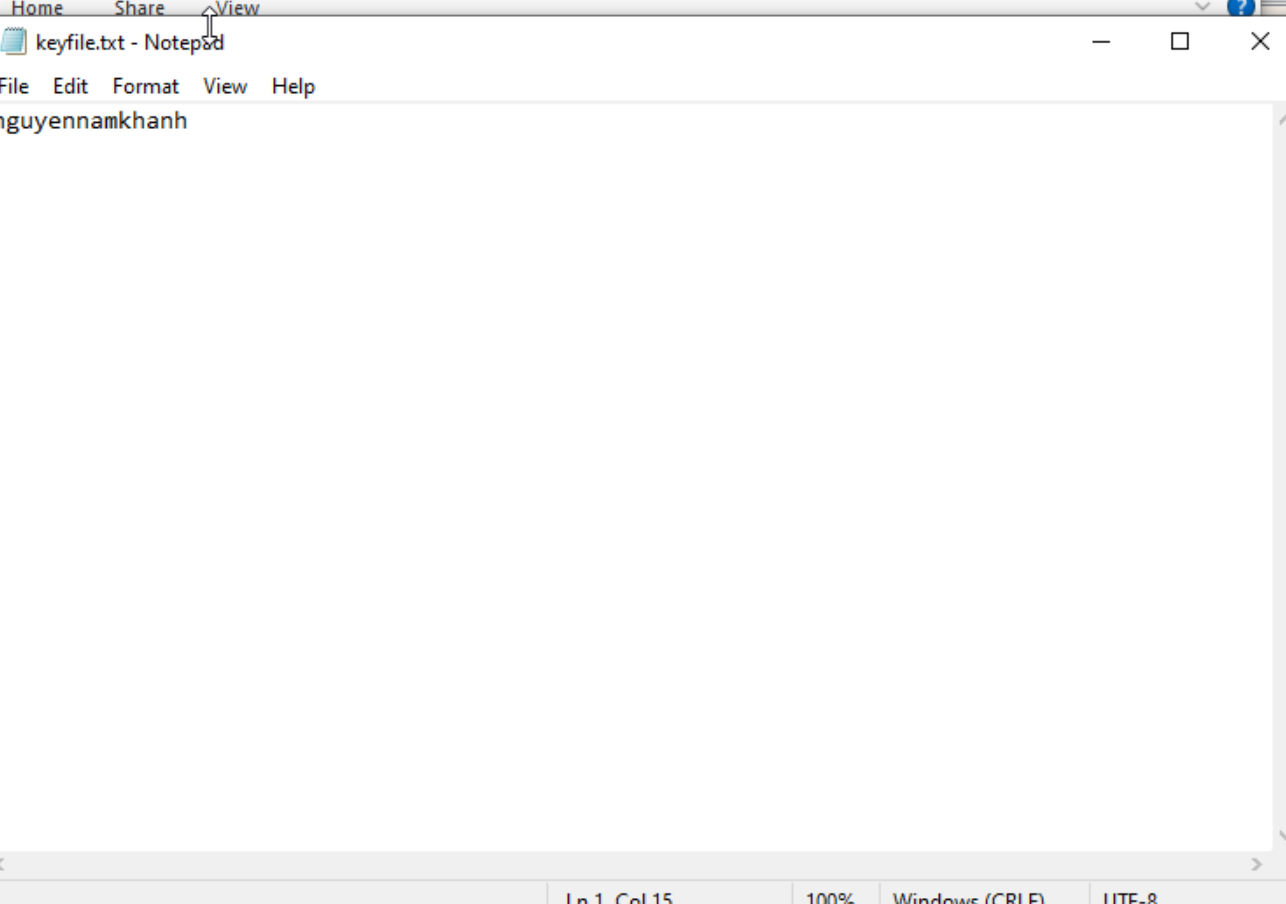 Home Share View
keyfile.txt - Notepad
File Edit Format View Help
nguyennamkhanh
Ln 1, Col 15 100% Windows (CRLF) UTF-8